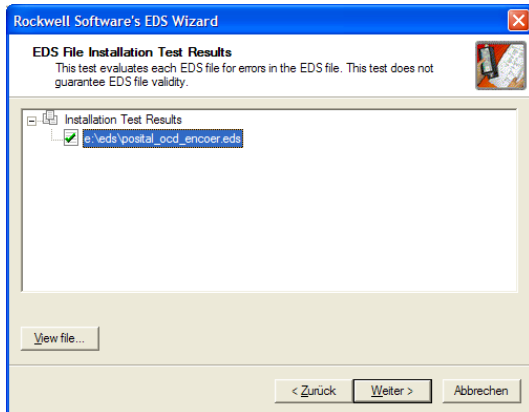 Rockwell Software's EDS Wizard
EDS File Installation Test Results
This test evaluates each EDS file for errors in the EDS file. This test does not
guarantee EDS file validity.
Installation Test Results
e:\eds\posital_ocd_encoer.eds
View file...
< Zurück
Weiter >
Abbrechen